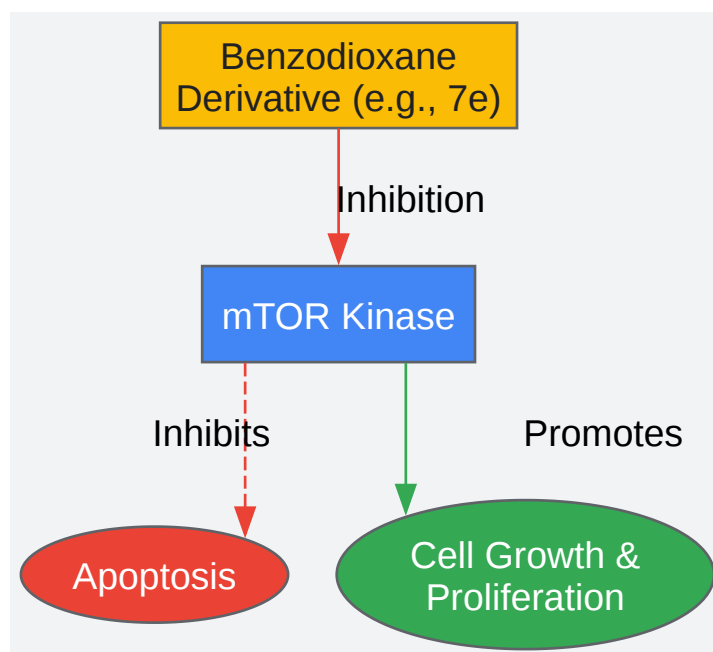 Benzodioxane
Derivative (e.g., 7e)
Inhibition
mTOR Kinase
Inhibits
Promotes
Apoptosis
Cell Growth &
Proliferation